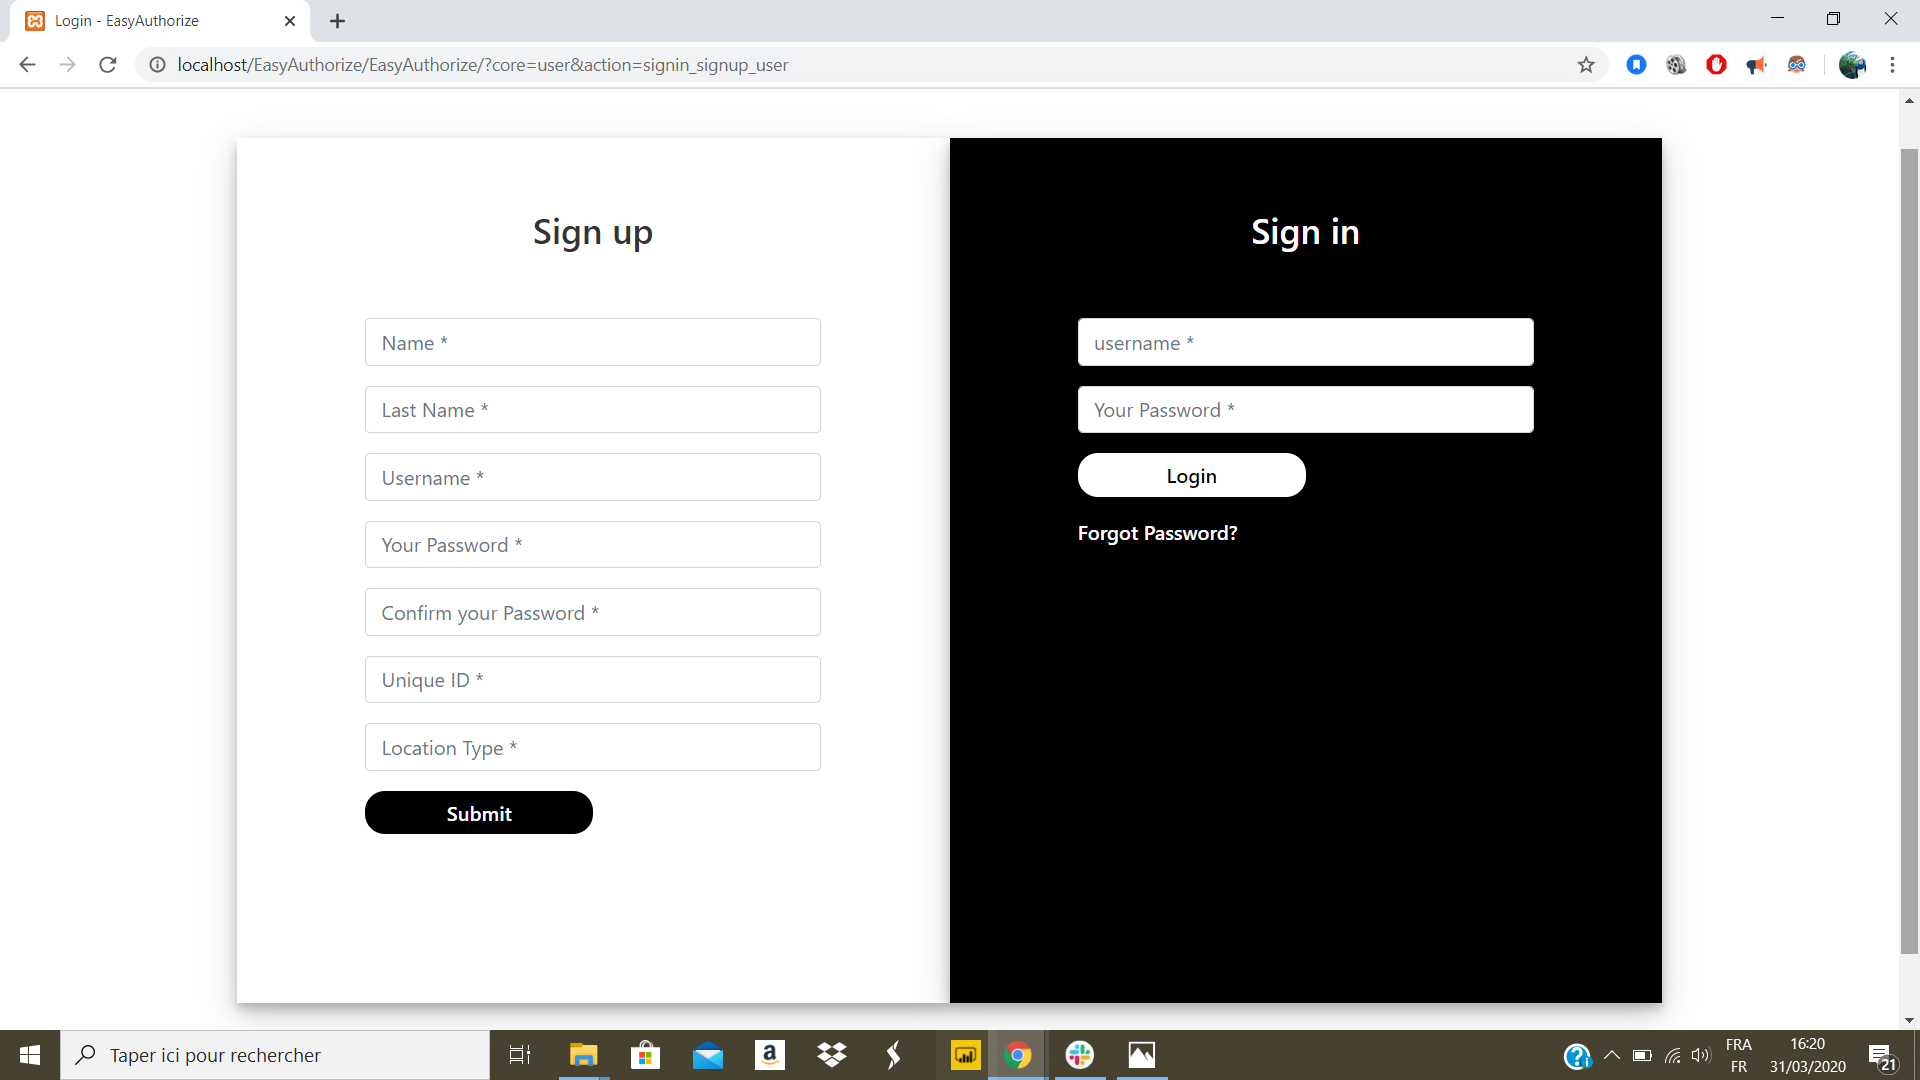 Login - EasyAuthorize
localhost/EasyAuthorize/EasyAuthorize/?core=user&action=signin_signup_user
Sign up
Name *
Last Name *
Username *
Your Password *
Confirm your Password *
Unique ID *
Location Type *
Submit
Sign in
username *
Your Password *
Login
Forgot Password?
Taper ici pour rechercher
a
FRA
FR
16:20
31/03/2020
21